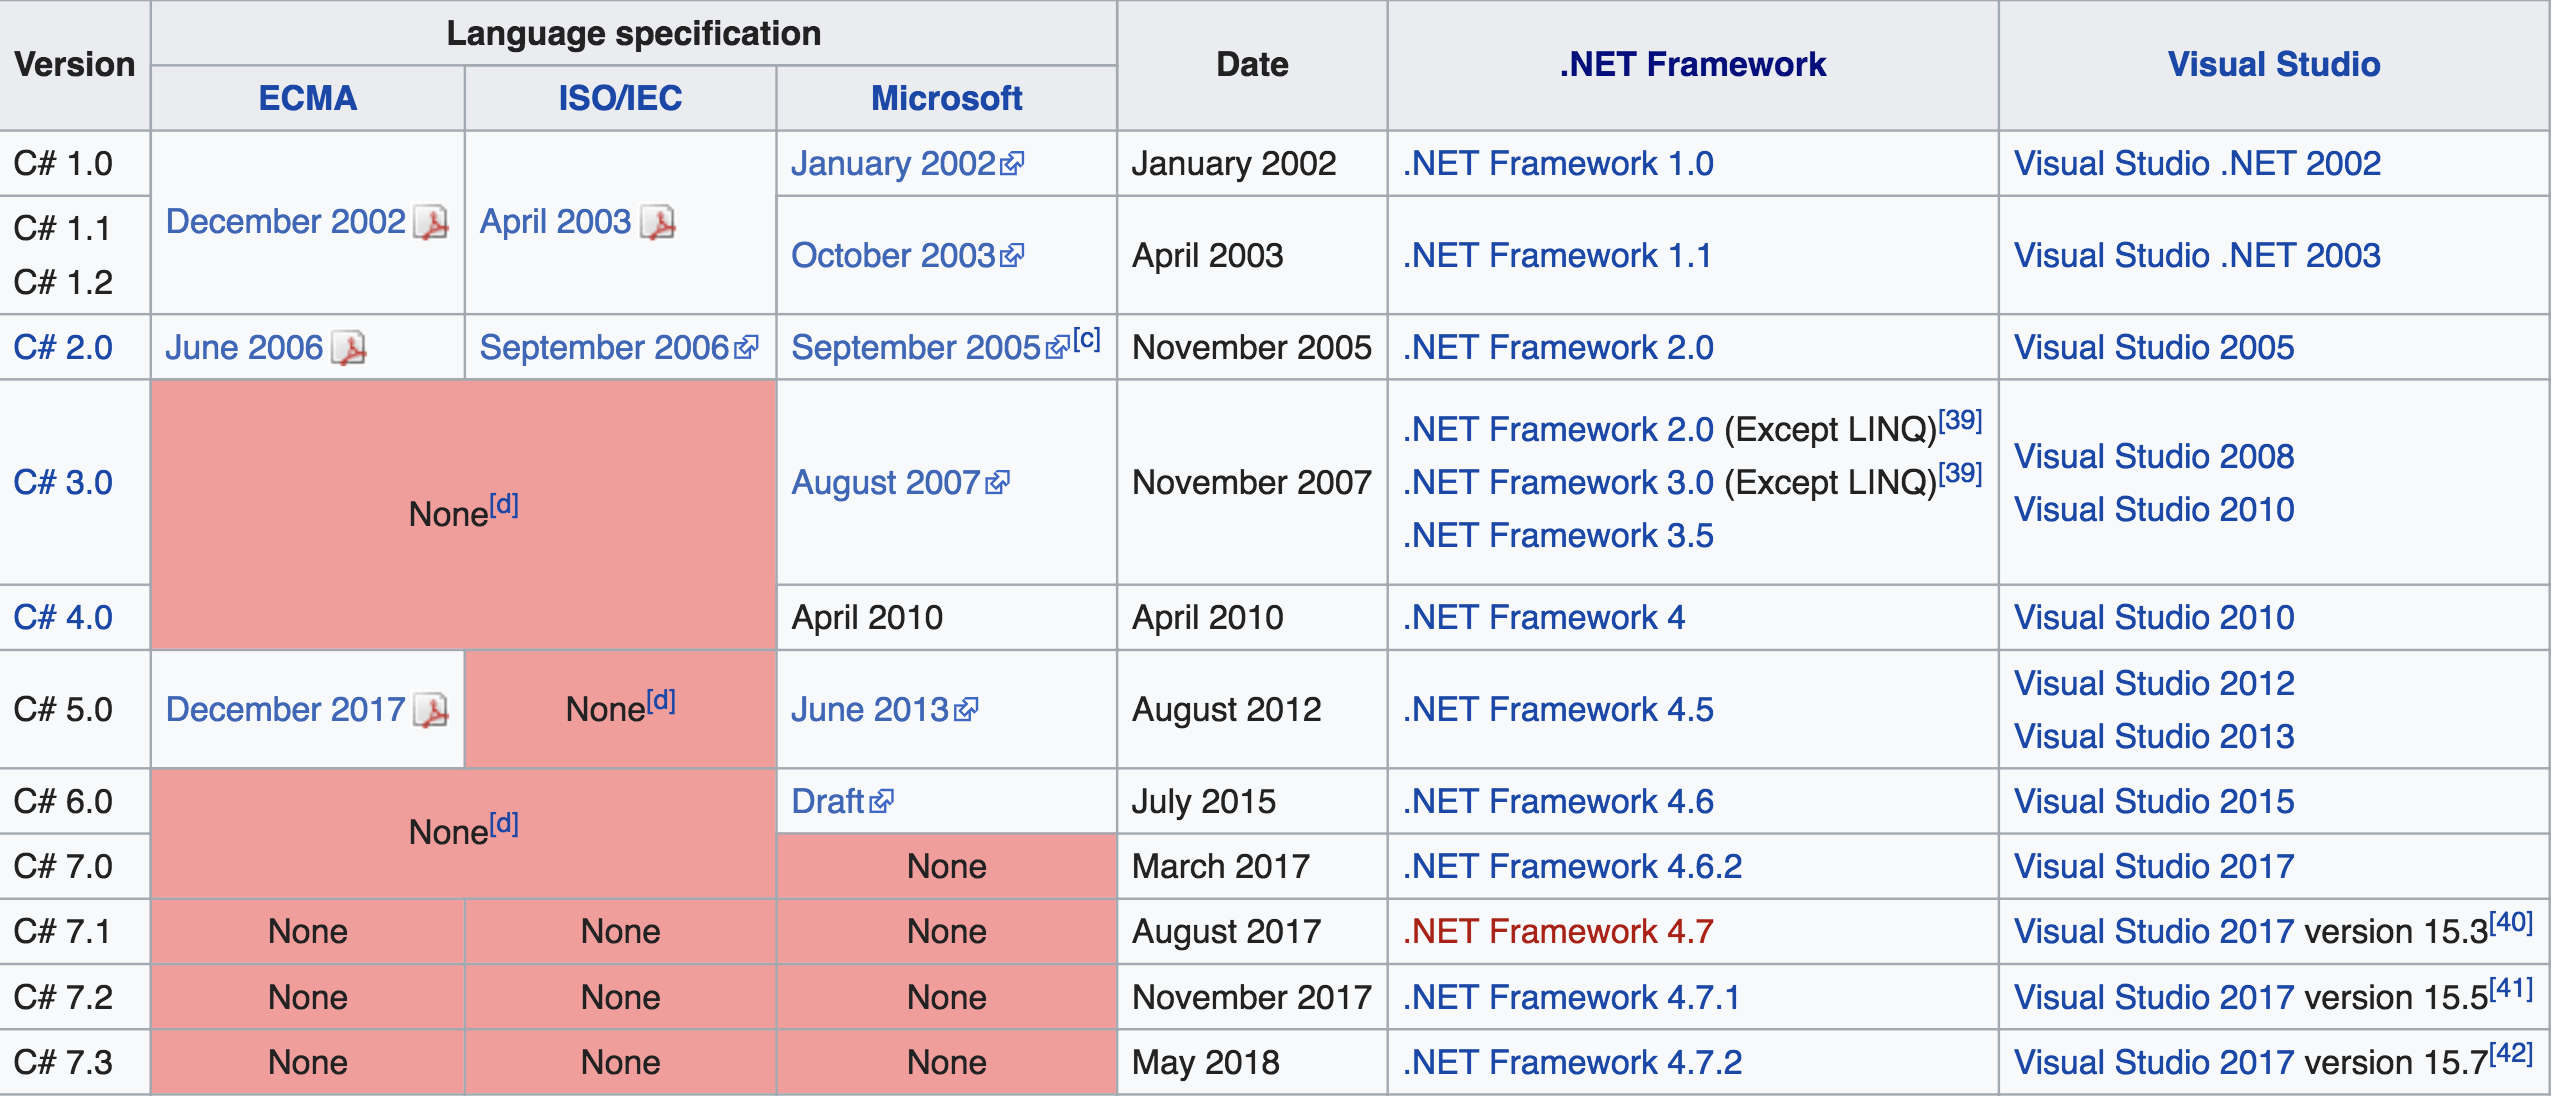 Version Language specification Date .NET Framework Visual Studio
ECMA ISO/IEC Microsoft
C# 1.0 December 2002 April 2003 January 2002 January 2002 .NET Framework 1.0 Visual Studio .NET 2002
C# 1.1
C# 1.2 October 2003 April 2003 .NET Framework 1.1 Visual Studio .NET 2003
C# 2.0 June 2006 September 2006 September 2005[c] November 2005 .NET Framework 2.0 Visual Studio 2005
C# 3.0 None[d] August 2007 November 2007 .NET Framework 2.0 (Except LINQ)[39]
.NET Framework 3.0 (Except LINQ)[39]
.NET Framework 3.5
Visual Studio 2008
Visual Studio 2010
C# 4.0 April 2010 April 2010 .NET Framework 4 Visual Studio 2010
C# 5.0 December 2017 None[d] June 2013 August 2012 .NET Framework 4.5 Visual Studio 2012
Visual Studio 2013
C# 6.0 None[d] Draft July 2015 .NET Framework 4.6 Visual Studio 2015
C# 7.0 None March 2017 .NET Framework 4.6.2 Visual Studio 2017
C# 7.1 None None None August 2017 .NET Framework 4.7 Visual Studio 2017 version 15.3[40]
C# 7.2 None None None November 2017 .NET Framework 4.7.1 Visual Studio 2017 version 15.5[41]
C# 7.3 None None None May 2018 .NET Framework 4.7.2 Visual Studio 2017 version 15.7[42]